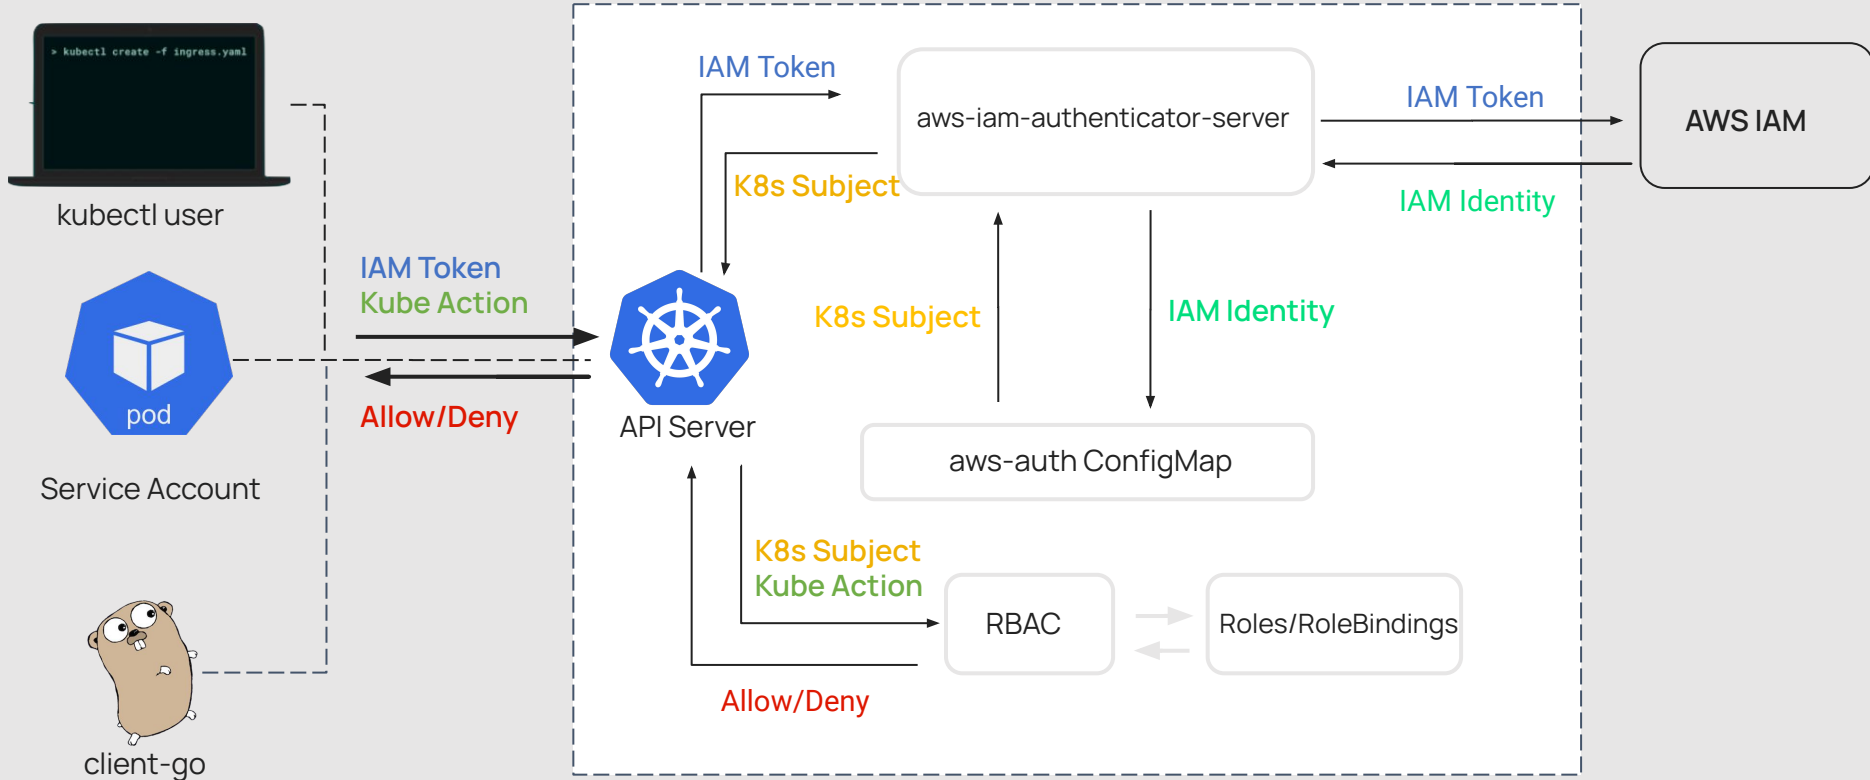 > kubectl create -f ingress.yaml
kubectl user
pod
Service Account
client-go
IAM Token
Kube Action
Allow/Deny
API Server
IAM Token
K8s Subject
aws-iam-authenticator-server
IAM Token
IAM Identity
AWS IAM
K8s Subject
IAM Identity
aws-auth ConfigMap
K8s Subject
Kube Action
RBAC
Roles/RoleBindings
Allow/Deny